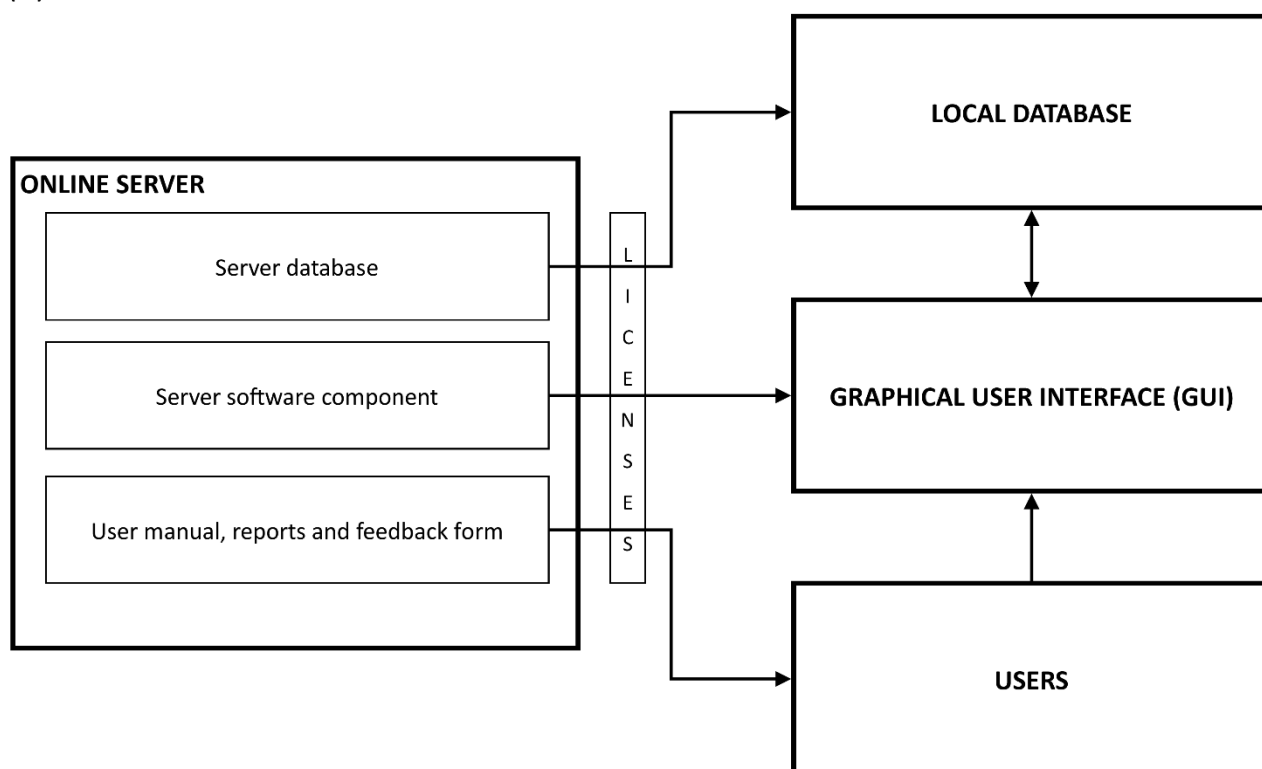 LOCAL DATABASE
ONLINE SERVER
Server database
Server software component
User manual, reports and feedback form
L
I
C
E
N
S
E
S
GRAPHICAL USER INTERFACE (GUI)
USERS